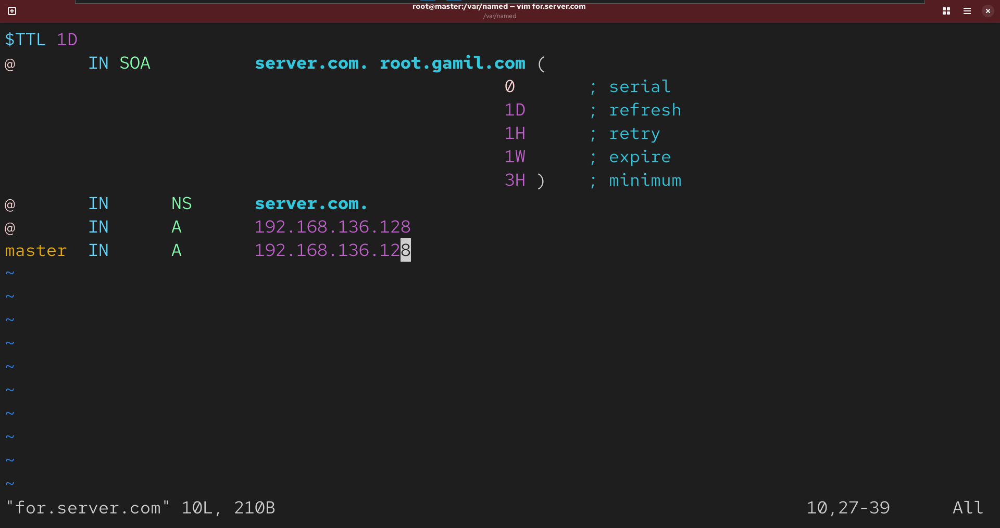 root@master:/var/named — vim for.server.com
/var/named
$TTL 1D
@ IN SOA server.com. root.gamil.com (
0 ; serial
1D ; refresh
1H ; retry
1W ; expire
3H ) ; minimum
@ IN NS server.com.
@ IN A 192.168.136.128
master IN A 192.168.136.128
~
~
~
~
~
~
~
~
~
~
"for.server.com" 10L, 210B 10,27-39 All